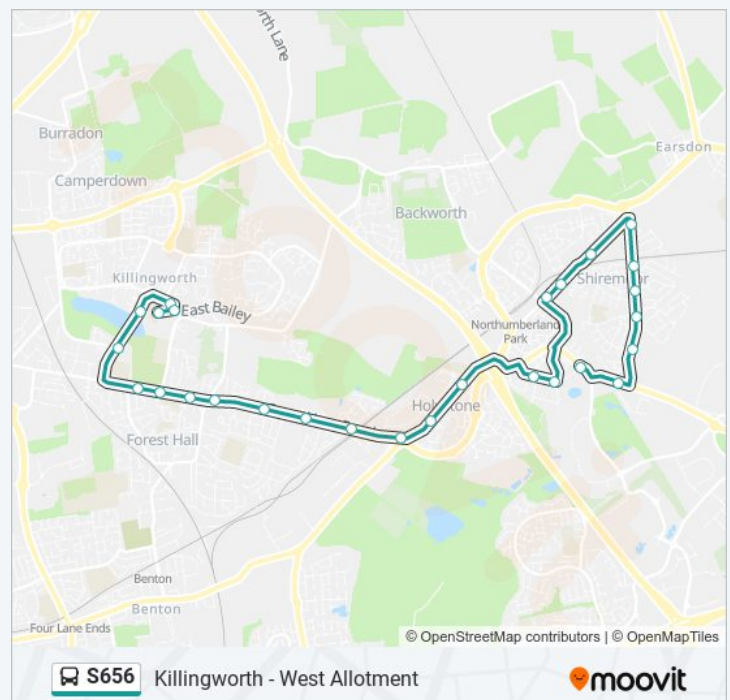 rth Lane
Burradon
Earsdon
Camperdown
Backworth
Killingworth
Shiremoor
East Bailey
Northumberland
Park
Holystone
Forest Hall
Benton
Benton
Four Lane Ends
© OpenStreetMap contributors | © OpenMapTiles
S656 Killingworth - West Allotment moovit